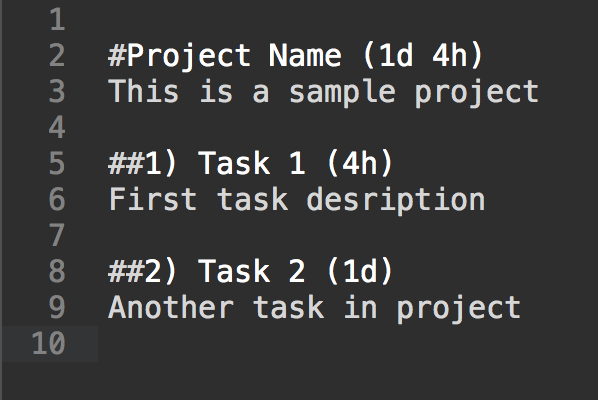 1
2 #Project Name (1d 4h)
3 This is a sample project
4
5 ##1) Task 1 (4h)
6 First task desription
7
8 ##2) Task 2 (1d)
9 Another task in project
10